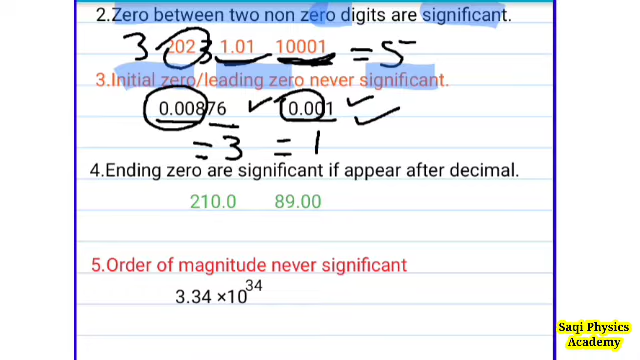 2.Zero between two non zero digits are significant.
3 202 3 1.01 10001 = 5
3.Initial zero/leading zero never significant.
0.00876 0.001
= 3 = 1
4.Ending zero are significant if appear after decimal.
210.0 89.00
5.Order of magnitude never significant
3.34 ×10^34
Saqi Physics
Academy